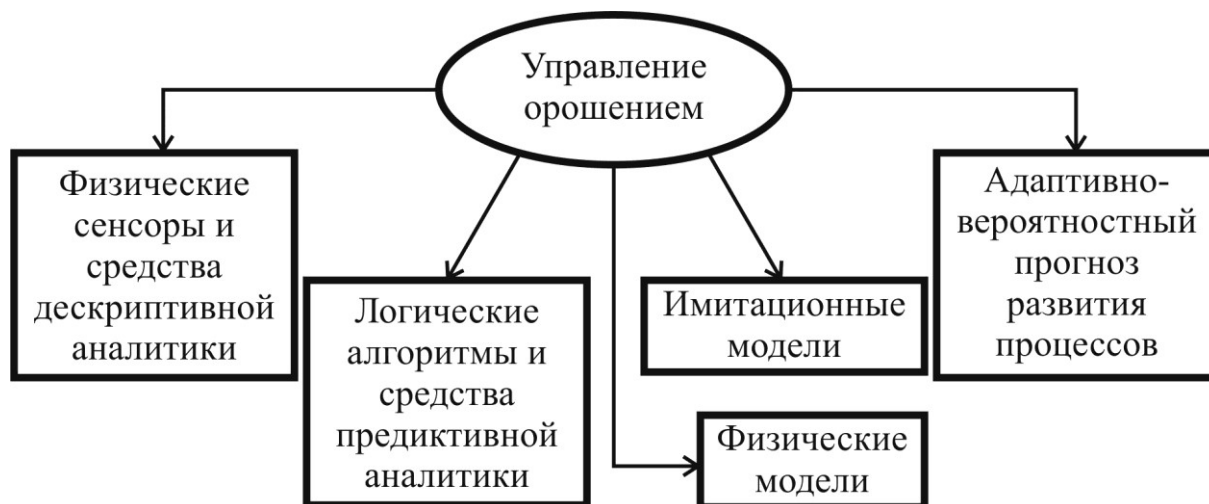 Управление
орошением
Физические
сенсоры и
средства
дескриптивной
аналитики
Логические
алгоритмы и
средства
предиктивной
аналитики
Имитационные
модели
Физические
модели
Адаптивно-
вероятностный
прогноз
развития
процессов